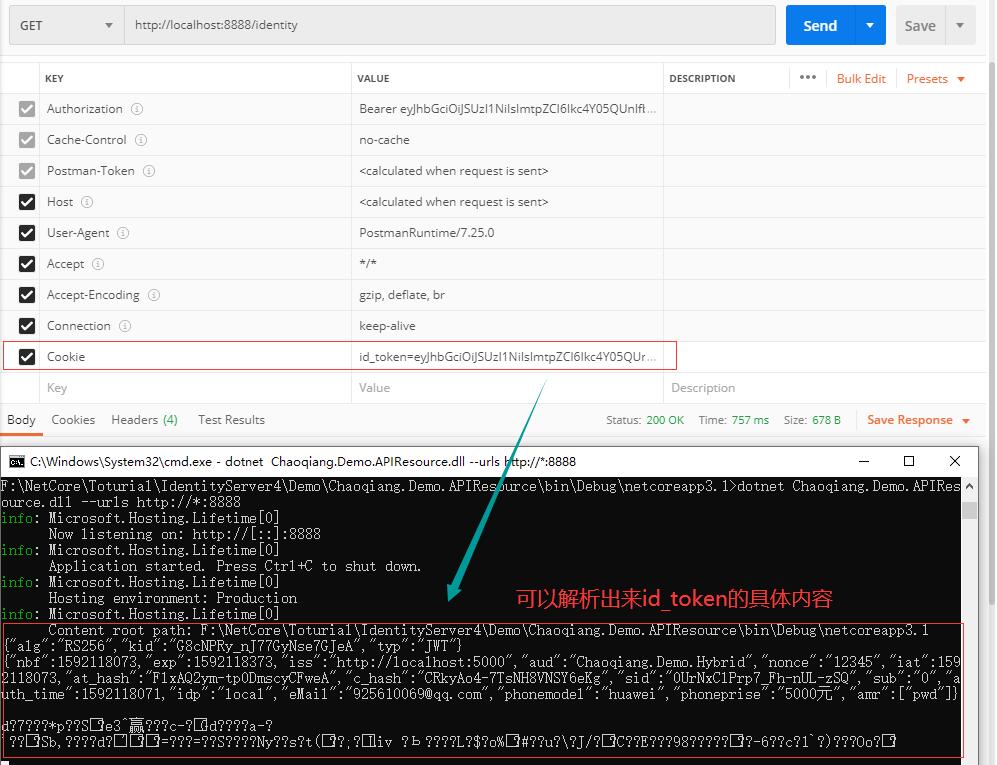 GET http://localhost:8888/identity Send Save
KEY VALUE DESCRIPTION ••• Bulk Edit Presets
Authorization Bearer eyJhbGciOiJSUzI1NiIsImtpZCI6Ikc4Y05QUnlft...
Cache-Control no-cache
Postman-Token <calculated when request is sent>
Host <calculated when request is sent>
User-Agent PostmanRuntime/7.25.0
Accept */*
Accept-Encoding gzip, deflate, br
Connection keep-alive
Cookie id_token=eyJhbGciOiJSUzI1NiIsImtpZCI6Ikc4Y05QUr...
Key Value Description
Body Cookies Headers (4) Test Results Status: 200 OK Time: 757 ms Size: 678 B Save Response
C:\Windows\System32\cmd.exe - dotnet Chaoqiang.Demo.APIResource.dll --urls http://*:8888
F:\NetCore\Toturial\IdentityServer4\Demo\Chaoqiang.Demo.APIResource\bin\Debug\netcoreapp3.1>dotnet Chaoqiang.Demo.APIRes
ource.dll --urls http://*:8888
info: Microsoft.Hosting.Lifetime[0]
Now listening on: http://[::]:8888
info: Microsoft.Hosting.Lifetime[0]
Application started. Press Ctrl+C to shut down.
info: Microsoft.Hosting.Lifetime[0]
Hosting environment: Production
可以解析出来id_token的具体内容
info: Microsoft.Hosting.Lifetime[0]
Content root path: F:\NetCore\Toturial\IdentityServer4\Demo\Chaoqiang.Demo.APIResource\bin\Debug\netcoreapp3.1
{"alg":"RS256","kid":"G8cNPRy_nJ77GyNse7GJeA","typ":"JWT"}
{"nbf":1592118073,"exp":1592118373,"iss":"http://localhost:5000","aud":"Chaoqiang.Demo.Hybrid","nonce":"12345","iat":159
2118073,"at_hash":"F1xAQ2ym-tp0DmscyCFweA","c_hash":"CRkyAo4-7TsNH8VNSY6eKg","sid":"OUrNxClPrp7_Fh-nUL-zSQ","sub":"0","a
uth_time":1592118071,"idp":"local","eMail":"925610069@qq.com","phonemodel":"huawei","phoneprise":"5000元","amr":["pwd"]}